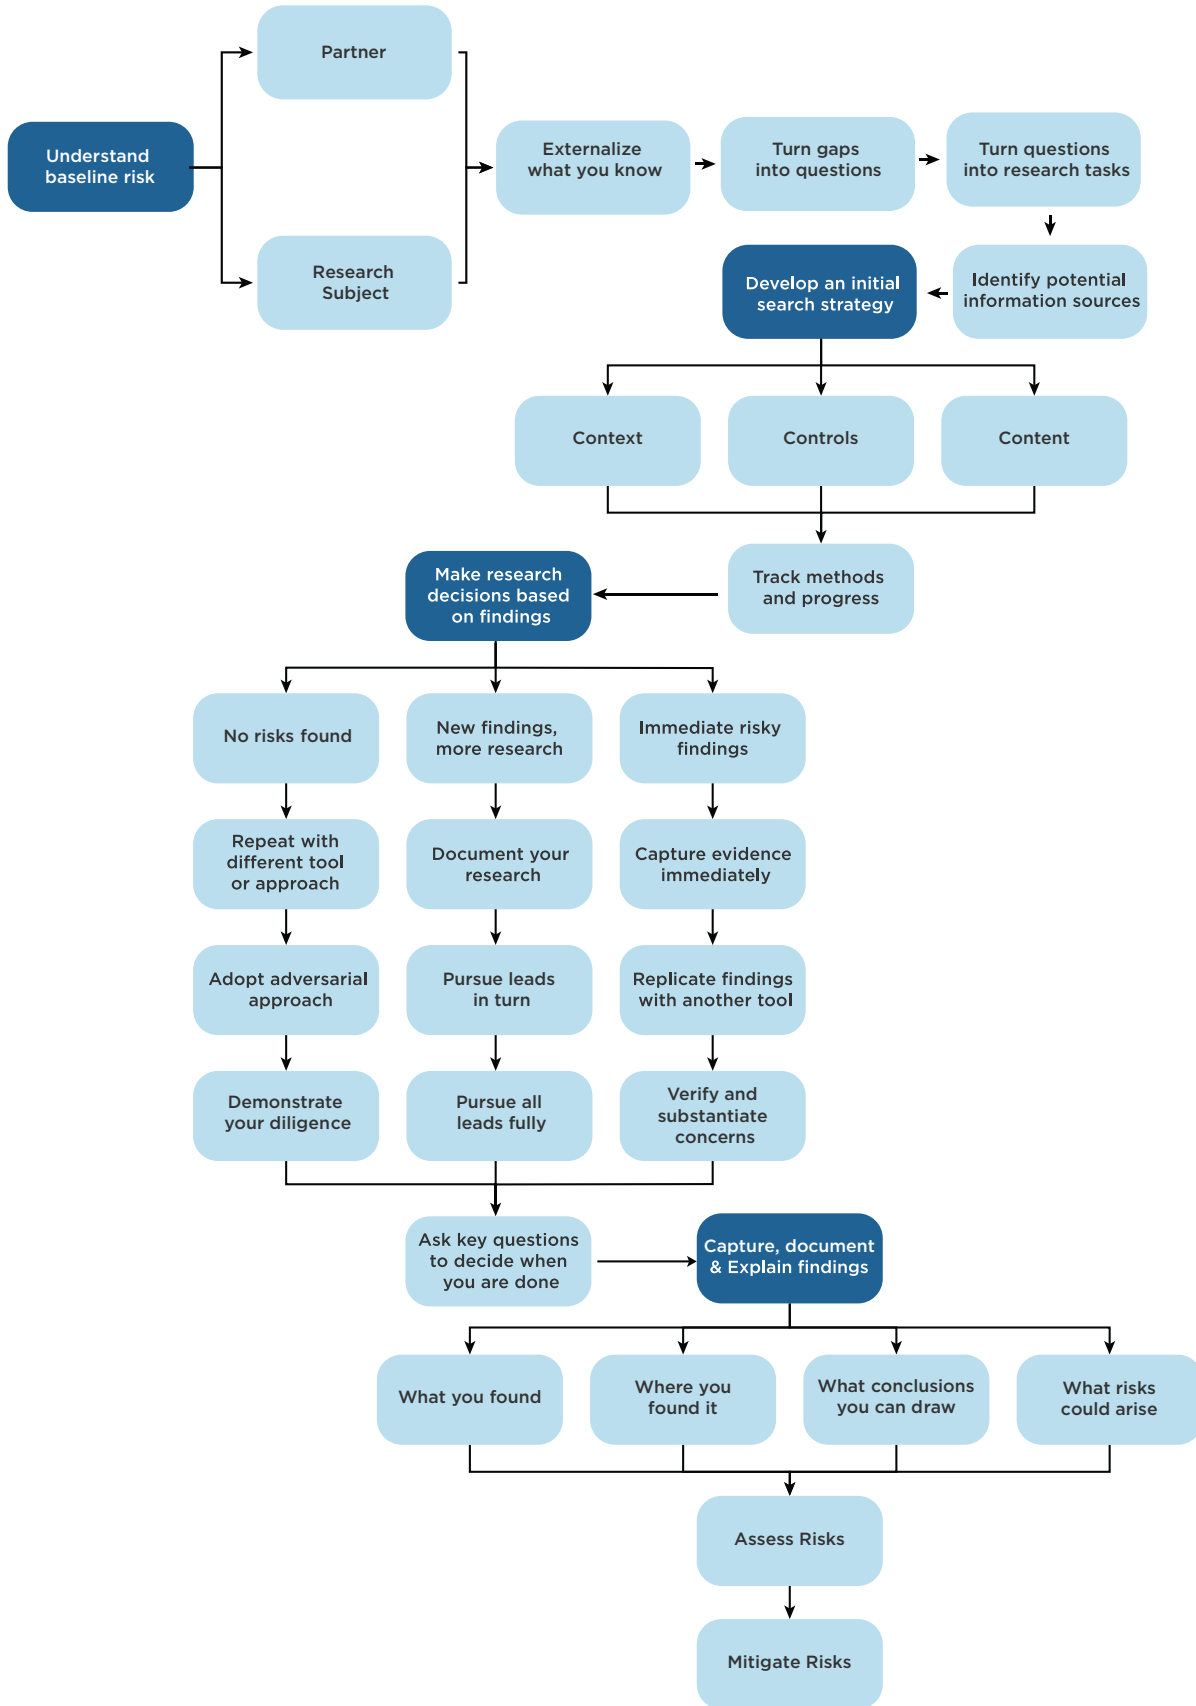 Partner
Understand
baseline risk
Research
Subject
Externalize
what you know
Turn gaps
into questions
Turn questions
into research tasks
Identify potential
information sources
Develop an initial
search strategy
Context
Controls
Content
Track methods
and progress
Make research
decisions based
on findings
No risks found
New findings,
more research
Immediate risky
findings
Repeat with
different tool
or approach
Document your
research
Capture evidence
immediately
Adopt adversarial
approach
Pursue leads
in turn
Replicate findings
with another tool
Demonstrate
your diligence
Pursue all
leads fully
Verify and
substantiate
concerns
Ask key questions
to decide when
you are done
Capture, document
& Explain findings
What you found
Where you
found it
What conclusions
you can draw
What risks
could arise
Assess Risks
Mitigate Risks